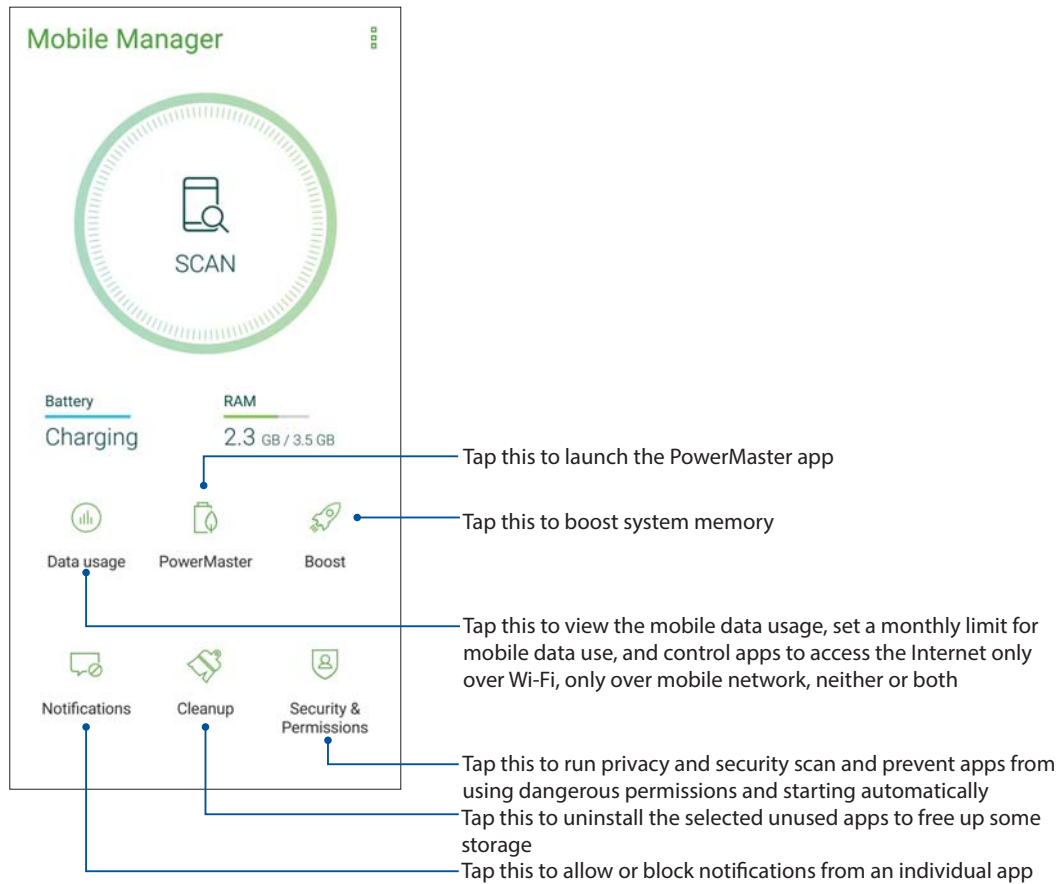 Mobile Manager
SCAN
Battery
RAM
Charging
2.3 GB / 3.5 GB
Tap this to launch the PowerMaster app
Tap this to boost system memory
Data usage
PowerMaster
Boost
Tap this to view the mobile data usage, set a monthly limit for
mobile data use, and control apps to access the Internet only
over Wi-Fi, only over mobile network, neither or both
Notifications
Cleanup
Security &
Permissions
Tap this to run privacy and security scan and prevent apps from
using dangerous permissions and starting automatically
Tap this to uninstall the selected unused apps to free up some
storage
Tap this to allow or block notifications from an individual app